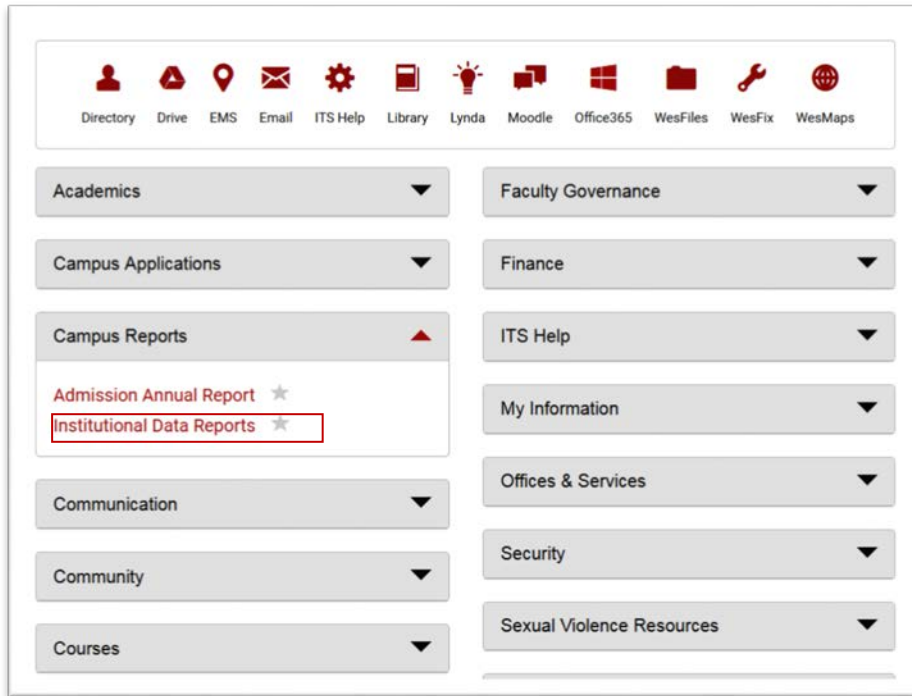 Directory Drive EMS Email ITS Help Library Lynda Moodle Office365 WesFiles WesFix WesMaps
Academics
Campus Applications
Campus Reports
Admission Annual Report
Institutional Data Reports
Communication
Community
Courses
Faculty Governance
Finance
ITS Help
My Information
Offices & Services
Security
Sexual Violence Resources